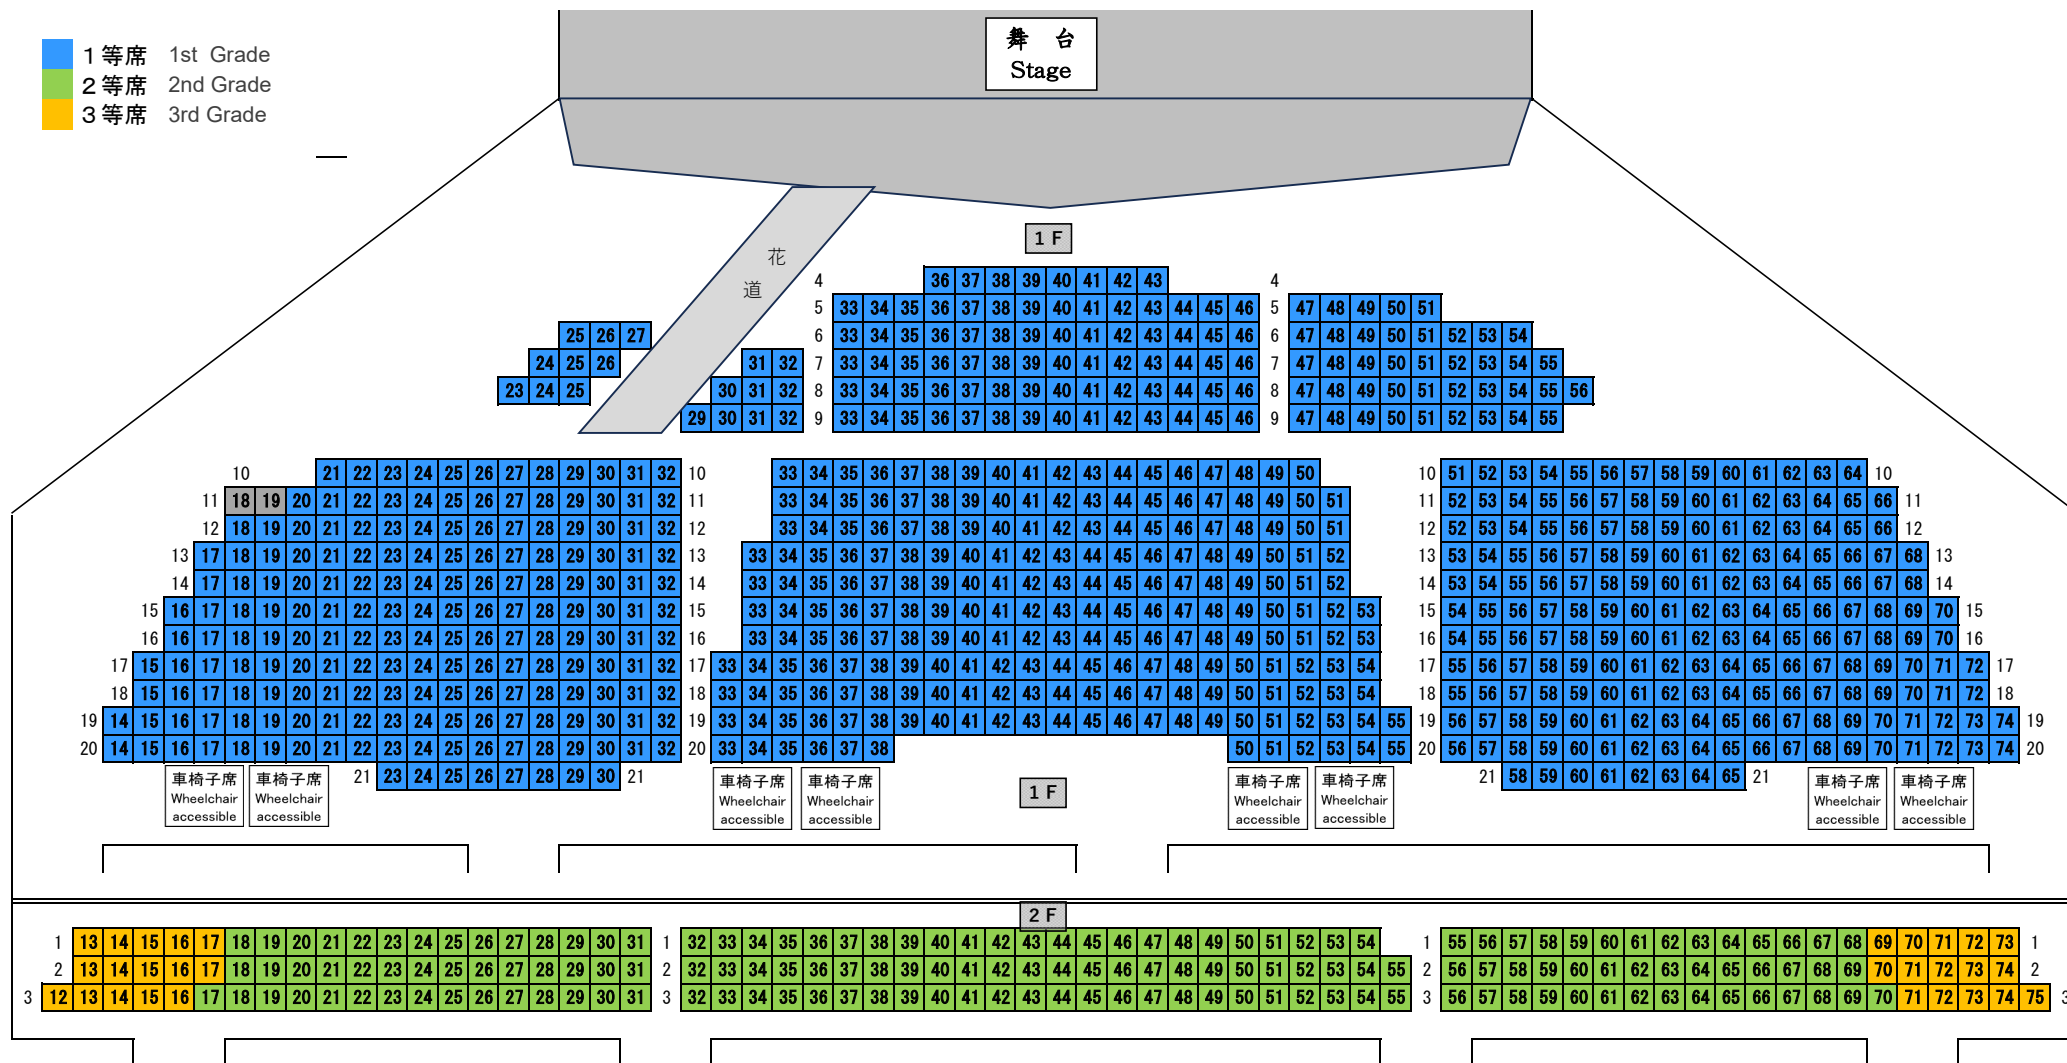 舞 台
Stage
1等席 1st Grade
2等席 2nd Grade
3等席 3rd Grade
花
道
1F
4 36 37 38 39 40 41 42 43 4
5 33 34 35 36 37 38 39 40 41 42 43 44 45 46 5 47 48 49 50 51
25 26 27 6 33 34 35 36 37 38 39 40 41 42 43 44 45 46 6 47 48 49 50 51 52 53 54
24 25 26 31 32 7 33 34 35 36 37 38 39 40 41 42 43 44 45 46 7 47 48 49 50 51 52 53 54 55
23 24 25 30 31 32 8 33 34 35 36 37 38 39 40 41 42 43 44 45 46 8 47 48 49 50 51 52 53 54 55 56
29 30 31 32 9 33 34 35 36 37 38 39 40 41 42 43 44 45 46 9 47 48 49 50 51 52 53 54 55
10 21 22 23 24 25 26 27 28 29 30 31 32 10 33 34 35 36 37 38 39 40 41 42 43 44 45 46 47 48 49 50 10 51 52 53 54 55 56 57 58 59 60 61 62 63 64 10
11 18 19 20 21 22 23 24 25 26 27 28 29 30 31 32 11 33 34 35 36 37 38 39 40 41 42 43 44 45 46 47 48 49 50 51 11 52 53 54 55 56 57 58 59 60 61 62 63 64 65 66 11
12 18 19 20 21 22 23 24 25 26 27 28 29 30 31 32 12 33 34 35 36 37 38 39 40 41 42 43 44 45 46 47 48 49 50 51 12 52 53 54 55 56 57 58 59 60 61 62 63 64 65 66 12
13 17 18 19 20 21 22 23 24 25 26 27 28 29 30 31 32 13 33 34 35 36 37 38 39 40 41 42 43 44 45 46 47 48 49 50 51 52 13 53 54 55 56 57 58 59 60 61 62 63 64 65 66 67 68 13
14 17 18 19 20 21 22 23 24 25 26 27 28 29 30 31 32 14 33 34 35 36 37 38 39 40 41 42 43 44 45 46 47 48 49 50 51 52 14 53 54 55 56 57 58 59 60 61 62 63 64 65 66 67 68 14
15 16 17 18 19 20 21 22 23 24 25 26 27 28 29 30 31 32 15 33 34 35 36 37 38 39 40 41 42 43 44 45 46 47 48 49 50 51 52 53 15 54 55 56 57 58 59 60 61 62 63 64 65 66 67 68 69 70 15
16 16 17 18 19 20 21 22 23 24 25 26 27 28 29 30 31 32 16 33 34 35 36 37 38 39 40 41 42 43 44 45 46 47 48 49 50 51 52 53 16 54 55 56 57 58 59 60 61 62 63 64 65 66 67 68 69 70 16
17 15 16 17 18 19 20 21 22 23 24 25 26 27 28 29 30 31 32 17 33 34 35 36 37 38 39 40 41 42 43 44 45 46 47 48 49 50 51 52 53 54 17 55 56 57 58 59 60 61 62 63 64 65 66 67 68 69 70 71 72 17
18 15 16 17 18 19 20 21 22 23 24 25 26 27 28 29 30 31 32 18 33 34 35 36 37 38 39 40 41 42 43 44 45 46 47 48 49 50 51 52 53 54 18 55 56 57 58 59 60 61 62 63 64 65 66 67 68 69 70 71 72 18
19 14 15 16 17 18 19 20 21 22 23 24 25 26 27 28 29 30 31 32 19 33 34 35 36 37 38 39 40 41 42 43 44 45 46 47 48 49 50 51 52 53 54 55 19 56 57 58 59 60 61 62 63 64 65 66 67 68 69 70 71 72 73 74 19
20 14 15 16 17 18 19 20 21 22 23 24 25 26 27 28 29 30 31 32 20 33 34 35 36 37 38 50 51 52 53 54 55 20 56 57 58 59 60 61 62 63 64 65 66 67 68 69 70 71 72 73 74 20
21 23 24 25 26 27 28 29 30 21 21 58 59 60 61 62 63 64 65 21
車椅子席 車椅子席 車椅子席 車椅子席 車椅子席 車椅子席 車椅子席 車椅子席
Wheelchair Wheelchair Wheelchair Wheelchair Wheelchair Wheelchair Wheelchair Wheelchair
accessible accessible accessible accessible accessible accessible accessible accessible
1F
2F
1 13 14 15 16 17 18 19 20 21 22 23 24 25 26 27 28 29 30 31 1 32 33 34 35 36 37 38 39 40 41 42 43 44 45 46 47 48 49 50 51 52 53 54 1 55 56 57 58 59 60 61 62 63 64 65 66 67 68 69 70 71 72 73 1
2 13 14 15 16 17 18 19 20 21 22 23 24 25 26 27 28 29 30 31 2 32 33 34 35 36 37 38 39 40 41 42 43 44 45 46 47 48 49 50 51 52 53 54 55 2 56 57 58 59 60 61 62 63 64 65 66 67 68 69 70 71 72 73 74 2
3 12 13 14 15 16 17 18 19 20 21 22 23 24 25 26 27 28 29 30 31 3 32 33 34 35 36 37 38 39 40 41 42 43 44 45 46 47 48 49 50 51 52 53 54 55 3 56 57 58 59 60 61 62 63 64 65 66 67 68 69 70 71 72 73 74 75 3